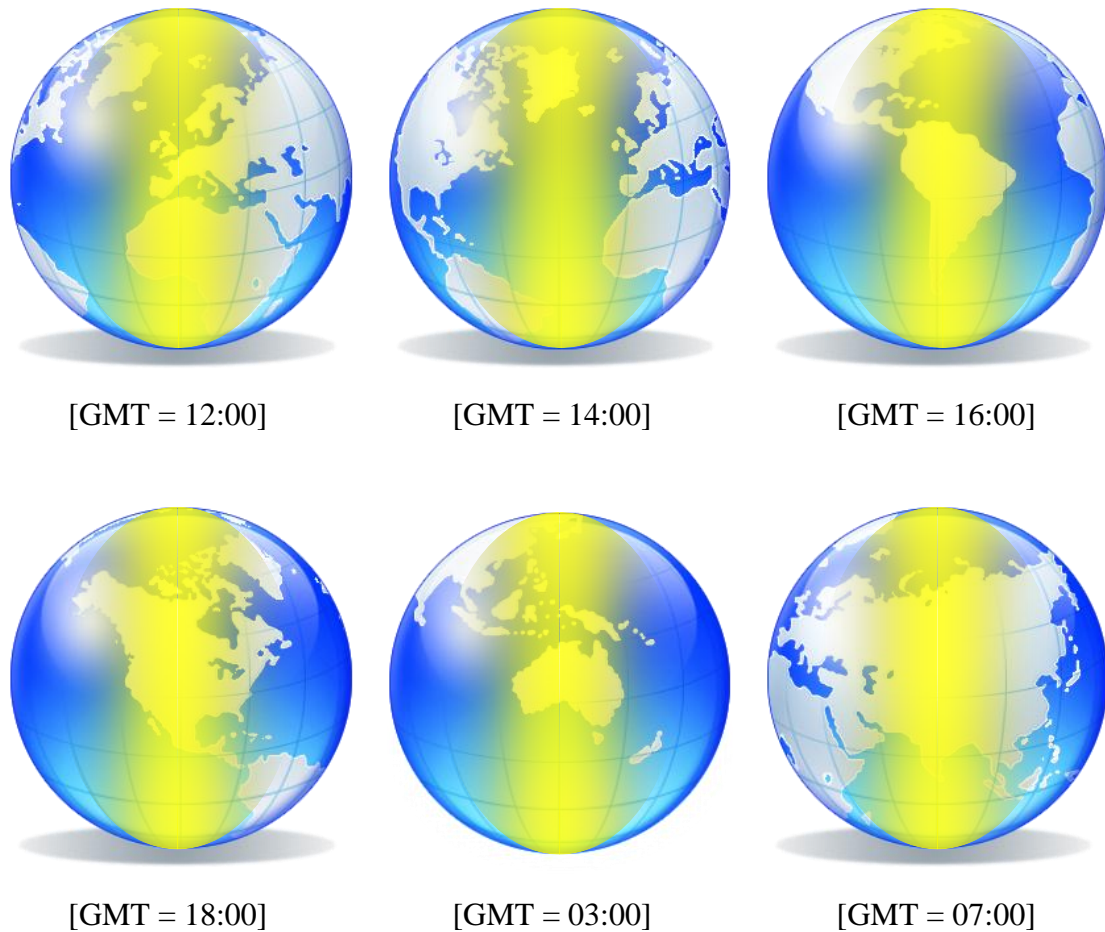 [GMT = 12:00] [GMT = 14:00] [GMT = 16:00]
[GMT = 18:00] [GMT = 03:00] [GMT = 07:00]